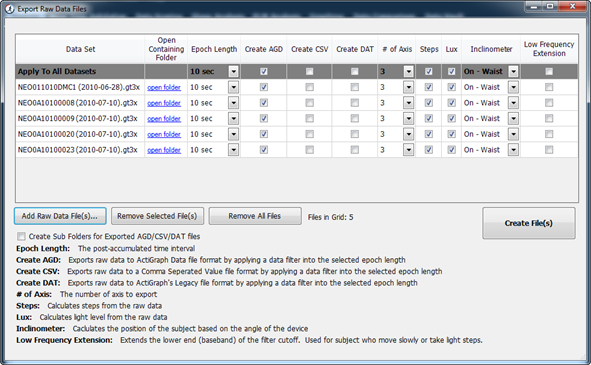 Export Raw Data Files
Data Set Open Containing Folder Epoch Length Create AGD Create CSV Create DAT # of Axis Steps Lux Inclinometer Low Frequency Extension
Apply To All Datasets 10 sec 3 On - Waist
NEO011010DMC1 (2010-06-28).gt3x open folder 10 sec 3 On - Waist
NEO0A10100008 (2010-07-10).gt3x open folder 10 sec 3 On - Waist
NEO0A10100009 (2010-07-10).gt3x open folder 10 sec 3 On - Waist
NEO0A10100020 (2010-07-10).gt3x open folder 10 sec 3 On - Waist
NEO0A10100023 (2010-07-10).gt3x open folder 10 sec 3 On - Waist
Add Raw Data File(s)... Remove Selected File(s) Remove All Files Files in Grid: 5 Create File(s)
Create Sub Folders for Exported AGD/CSV/DAT files
Epoch Length: The post-accumulated time interval
Create AGD: Exports raw data to ActiGraph Data file format by applying a data filter into the selected epoch length
Create CSV: Exports raw data to a Comma Seperated Value file format by applying a data filter into the selected epoch length
Create DAT: Exports raw data to ActiGraph's Legacy file format by applying a data filter into the selected epoch length
# of Axis: The number of axis to export
Steps: Calculates steps from the raw data
Lux: Calculates light level from the raw data
Inclinometer: Caclulates the position of the subject based on the angle of the device
Low Frequency Extension: Extends the lower end (baseband) of the filter cutoff. Used for subject who move slowly or take light steps.